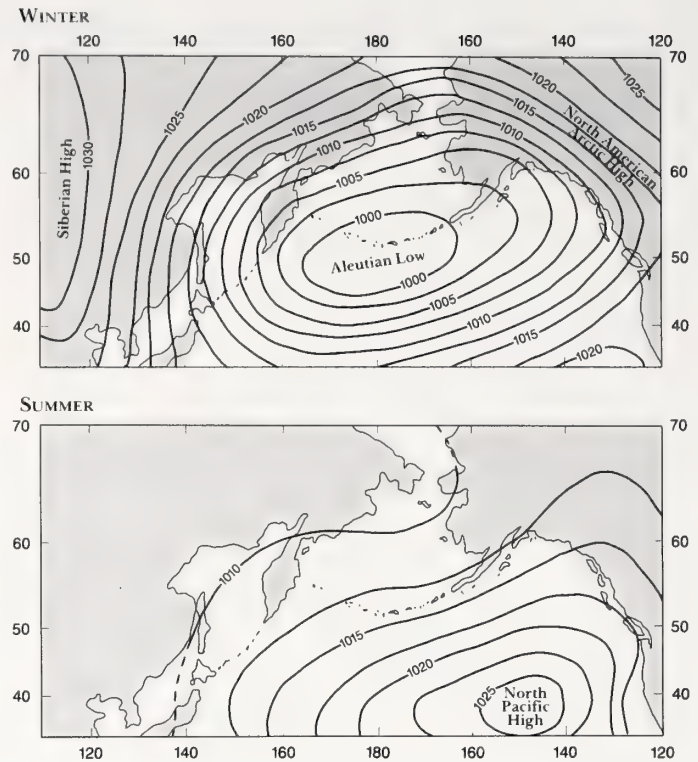 WINTER
120 140 160 180 160 140 120
70 70
60 60
50 50
40 40
Siberian High
1030
1025
1020
1015
1010
1005
1000
Aleutian Low
1000
1005
1010
1015
1020
1010
1015
1020
1025
North American
Arctic High
SUMMER
70 70
60 60
50 50
40 40
1010
1015
1020
1025
North
Pacific
High
120 140 160 180 160 140 120